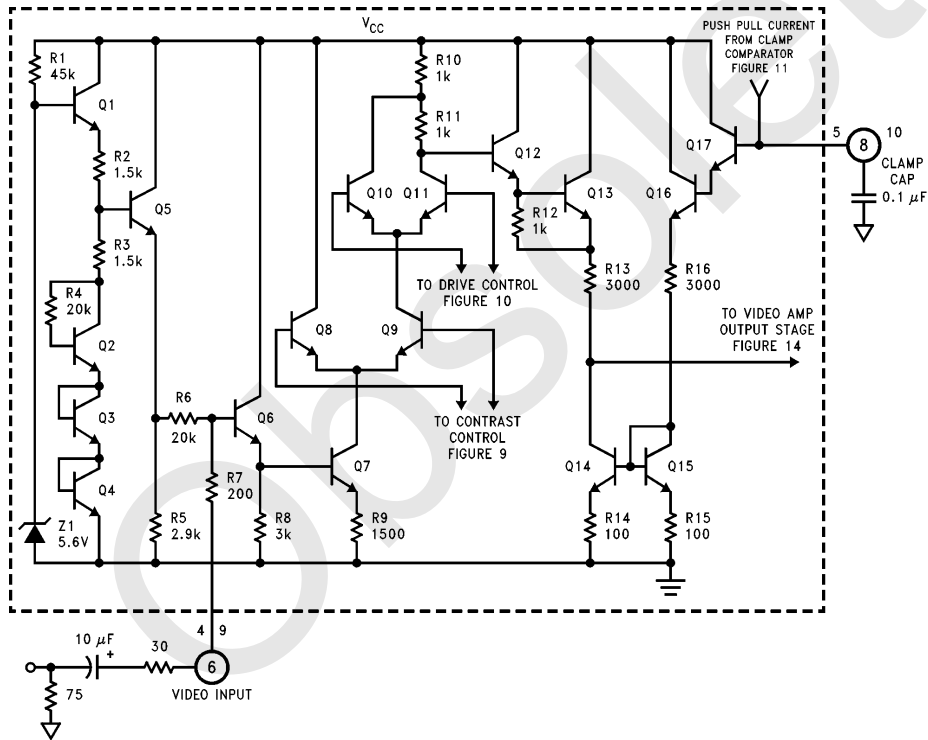 V_CC
PUSH PULL CURRENT
FROM CLAMP
COMPARATOR
FIGURE 11
R1
45k
Q1
R2
1.5k
Q5
R3
1.5k
R4
20k
Q2
Q3
Q4
Z1
5.6V
R5
2.9k
R6
20k
R7
200
Q6
R8
3k
Q7
R9
1500
Q8
Q9
TO CONTRAST
CONTROL
FIGURE 9
R10
1k
R11
1k
Q10
Q11
TO DRIVE CONTROL
FIGURE 10
Q12
R12
1k
Q13
R13
3000
Q16
Q17
R16
3000
TO VIDEO AMP
OUTPUT STAGE
FIGURE 14
Q14
Q15
R14
100
R15
100
5
8
10
CLAMP
CAP
0.1 µF
4
9
6
VIDEO INPUT
10 µF
+
30
75
Obsolete